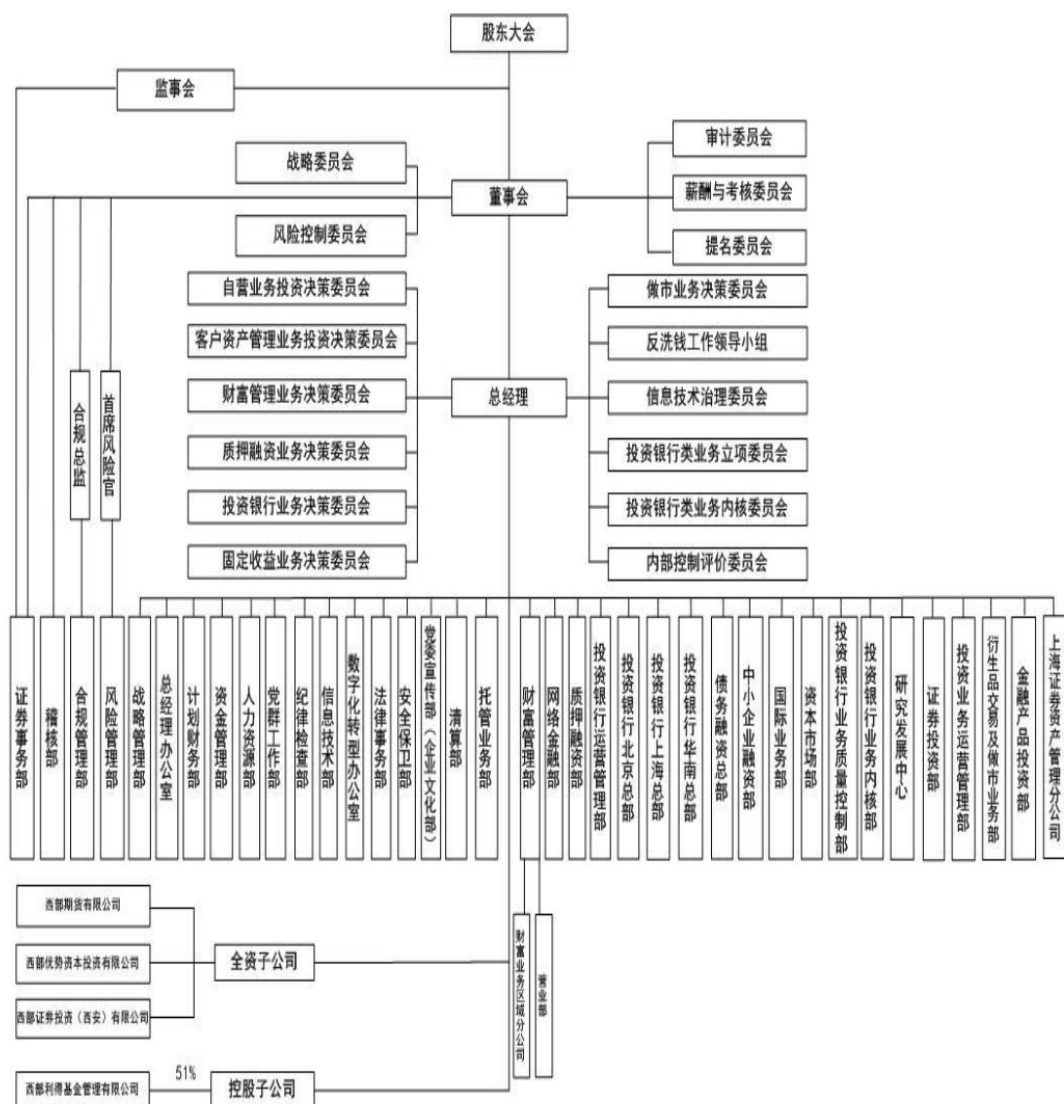 股东大会
监事会
审计委员会
战略委员会
董事会
薪酬与考核委员会
风险控制委员会
提名委员会
自营业务投资决策委员会
做市业务决策委员会
客户资产管理业务投资决策委员会
反洗钱工作领导小组
财富管理业务决策委员会
总经理
信息技术治理委员会
合规总监
首席风险官
质押融资业务决策委员会
投资银行类业务立项委员会
投资银行业务决策委员会
投资银行类业务内核委员会
固定收益业务决策委员会
内部控制评价委员会
证券事务部
稽核部
合规管理部
风险管理部
战略管理部
总经理办公室
计划财务部
资金管理部
人力资源部
党群工作部
纪律检查部
信息技术部
数字化转型办公室
法律事务部
安全保卫部
党委宣传部（企业文化部）
清算部
托管业务部
财富管理部
网络金融部
质押融资部
投资银行运营管理部
投资银行北京总部
投资银行上海总部
投资银行华南总部
债务融资总部
中小企业融资部
国际业务部
资本市场部
投资银行业务质量控制部
投资银行业务内核部
研究发展中心
证券投资部
投资业务运营管理部
衍生品交易及做市业务部
金融产品投资部
上海证券资产管理分公司
西部期货有限公司
西部优势资本投资有限公司
全资子公司
财富业务区域分公司
营业部
西部证券投资（西安）有限公司
51%
西部利得基金管理有限公司
控股子公司